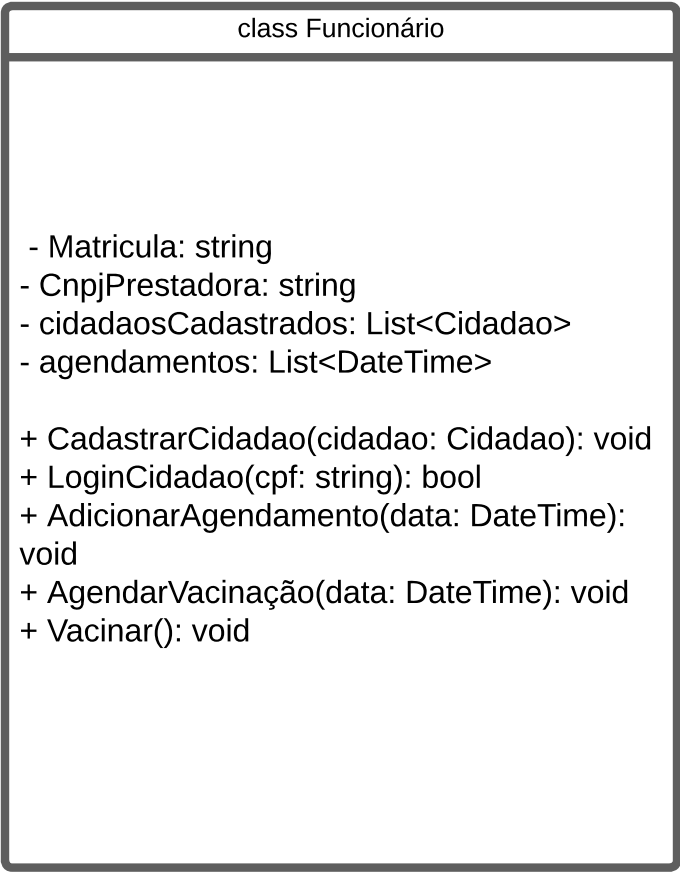 class Funcionário
- Matricula: string
- CnpjPrestadora: string
- cidadaosCadastrados: List<Cidadao>
- agendamentos: List<DateTime>
+ CadastrarCidadao(cidadao: Cidadao): void
+ LoginCidadao(cpf: string): bool
+ AdicionarAgendamento(data: DateTime):
void
+ AgendarVacinação(data: DateTime): void
+ Vacinar(): void